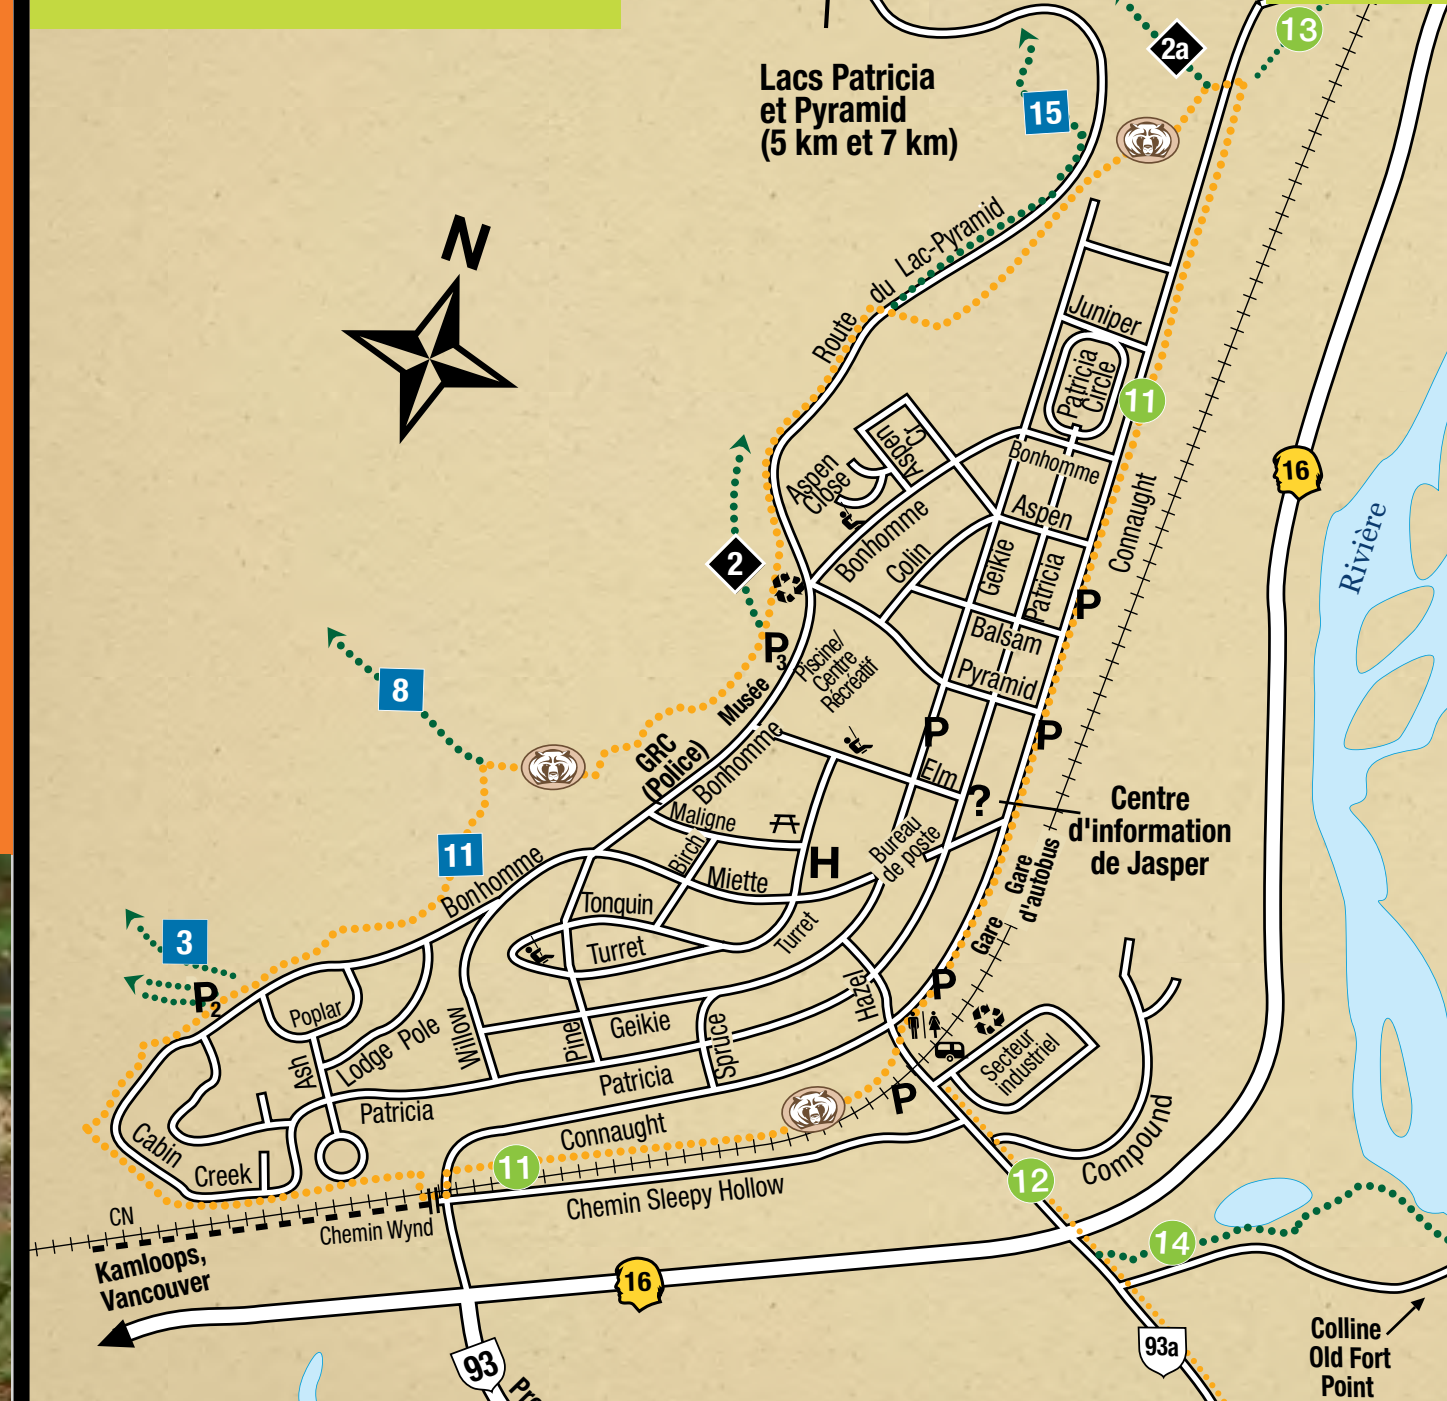 13
2a
Lacs Patricia
et Pyramid
(5 km et 7 km)
15
N
Route du Lac-Pyramid
Juniper
Patricia
Circle
11
Bonhomme
16
Aspen
Cr.
Aspen
Close
Aspen
Connaught
Rivière
Bonhomme
Colin
Geikie
Patricia
2
P
Balsam
P3
Piscine/
Centre
Récréatif
Pyramid
8
Musée
P
P
GRC
(Police)
Bonhomme
Elm
?
Centre
d'information
de Jasper
Maligne
Birch
H
Bureau
de poste
11
Bonhomme
Miette
Gare
d'autobus
Tonquin
Turret
Turret
Gare
3
P2
Hazel
P
Poplar
Lodge Pole
Ash
Willow
Pine
Geikie
Spruce
Secteur
industriel
Patricia
Patricia
P
Cabin
Creek
Connaught
Compound
11
12
Chemin Sleepy Hollow
CN
Chemin Wynd
14
Kamloops,
Vancouver
16
93
93a
Colline
Old Fort
Point